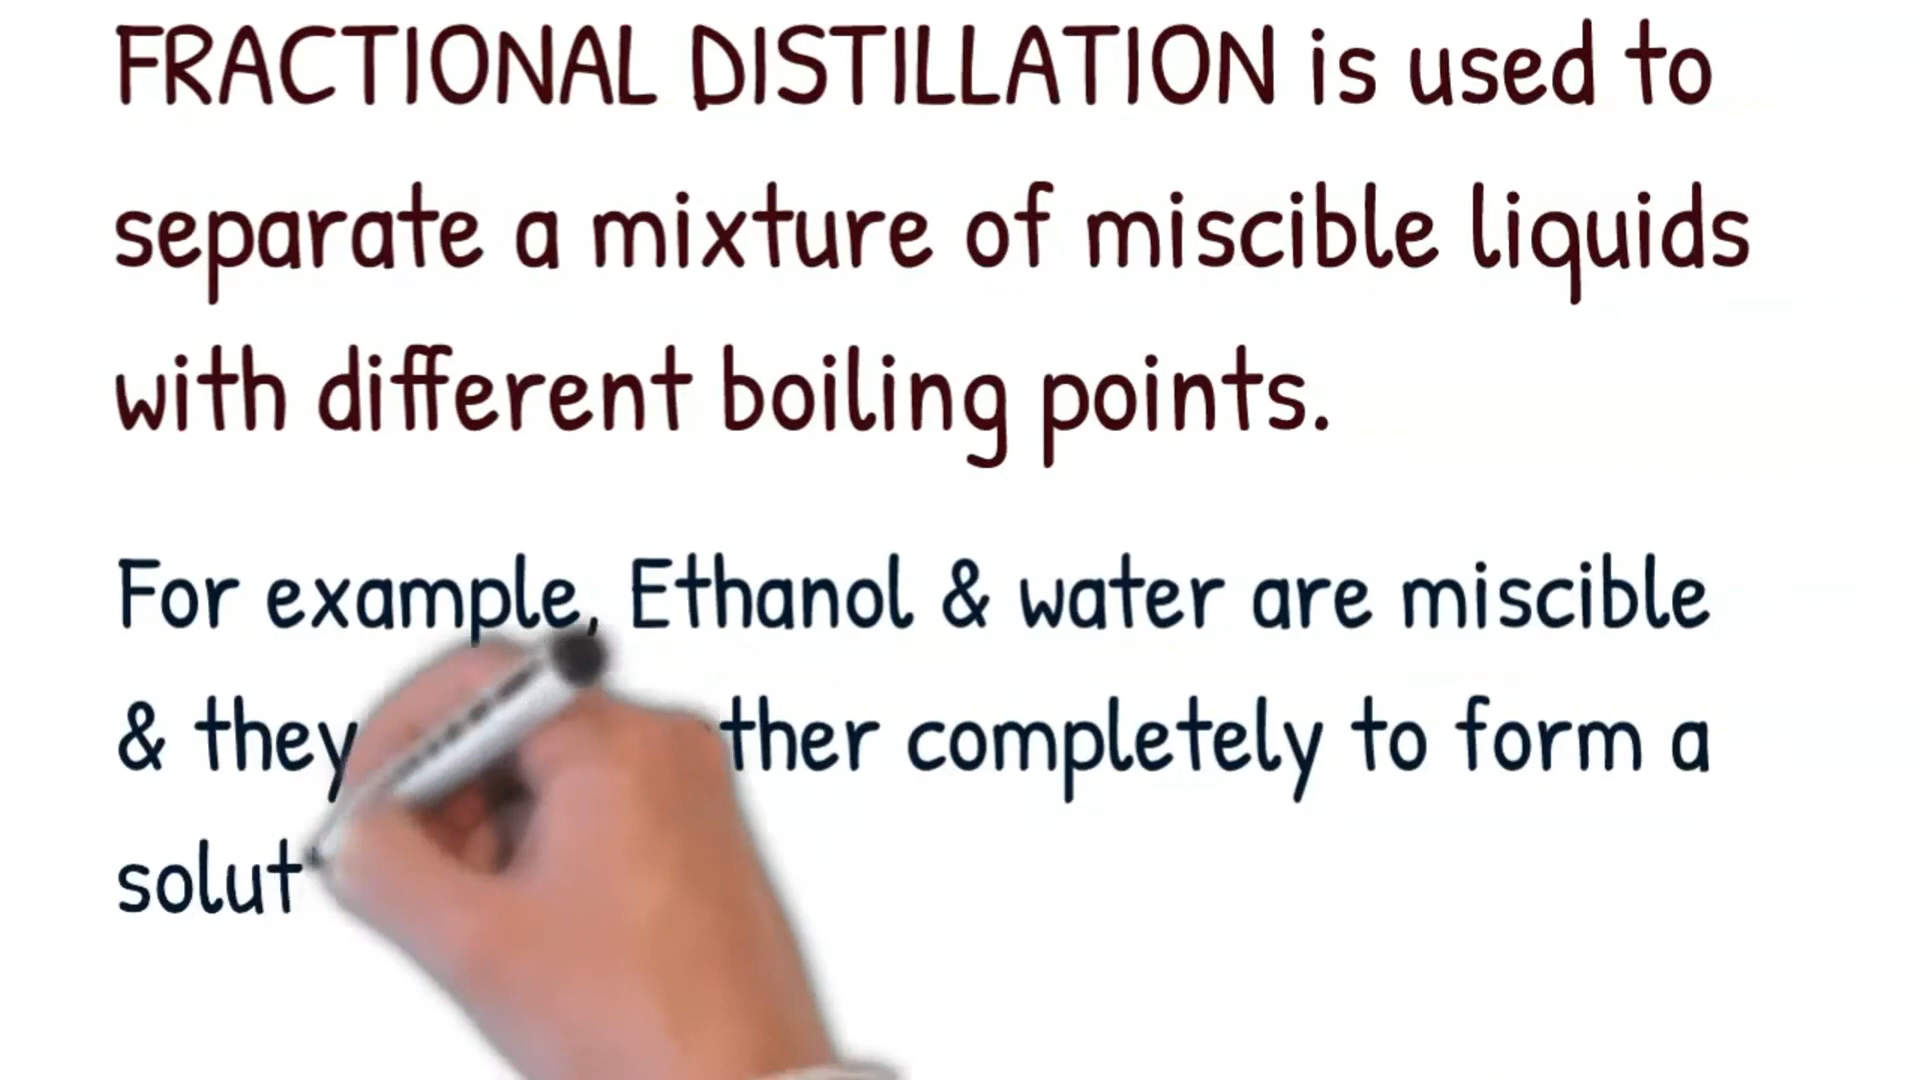 FRACTIONAL DISTILLATION is used to
separate a mixture of miscible liquids
with different boiling points.
For example, Ethanol & water are miscible
& they ther completely to form a
solut